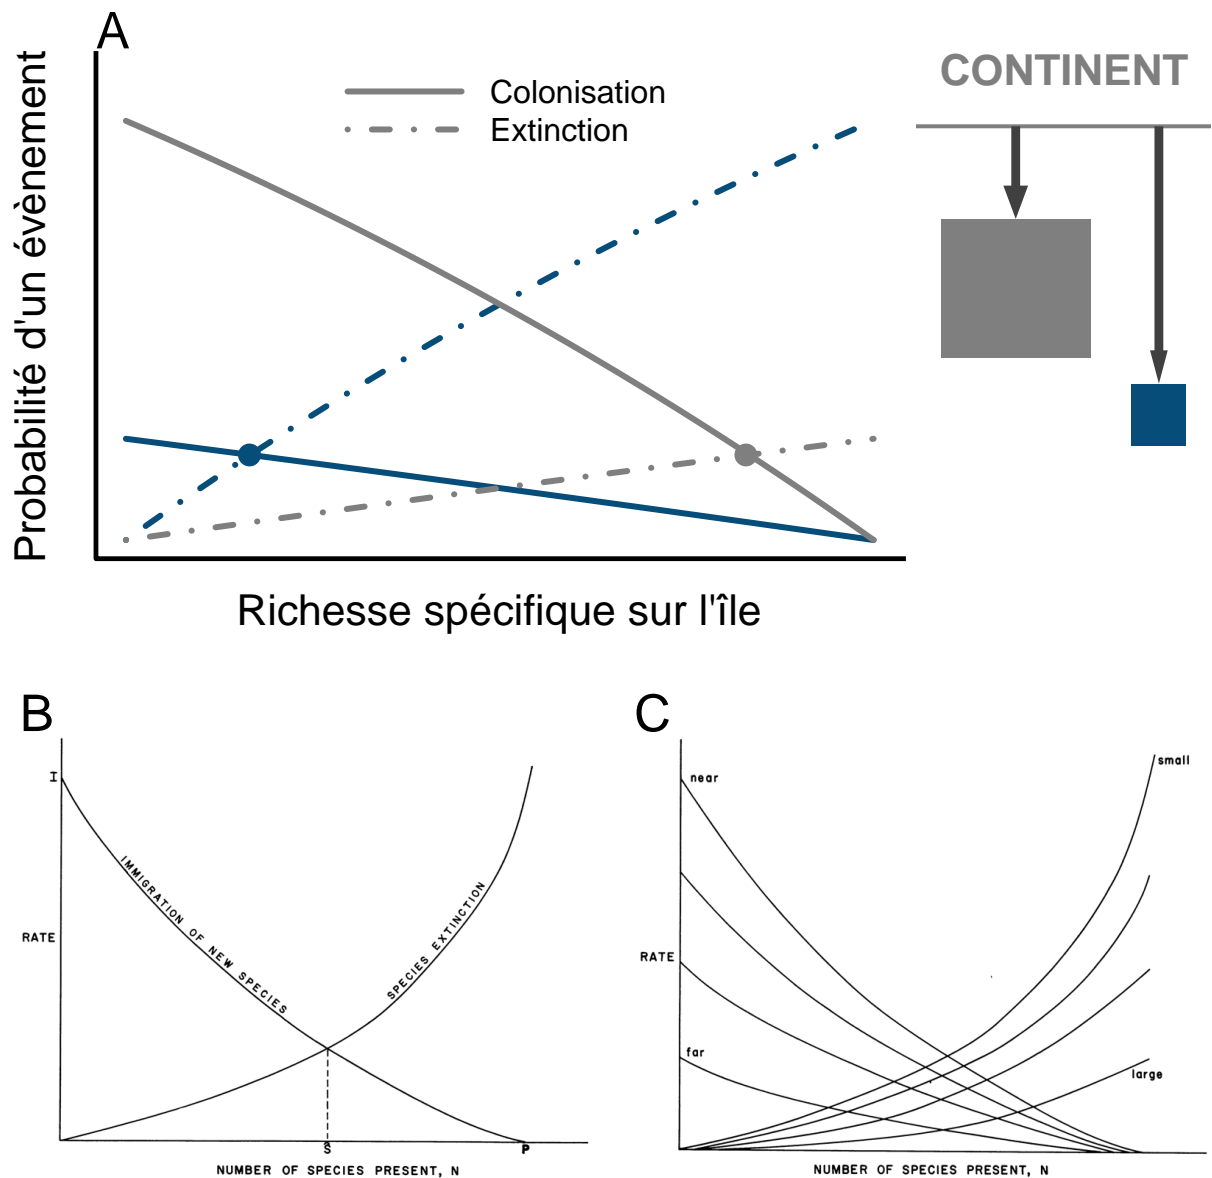 A
Probabilité d'un évènement
Colonisation
Extinction
Richesse spécifique sur l'île
CONTINENT
B
I
RATE
IMMIGRATION OF NEW SPECIES
SPECIES EXTINCTION
Ŝ
P
NUMBER OF SPECIES PRESENT, N
C
near
small
RATE
far
large
NUMBER OF SPECIES PRESENT, N